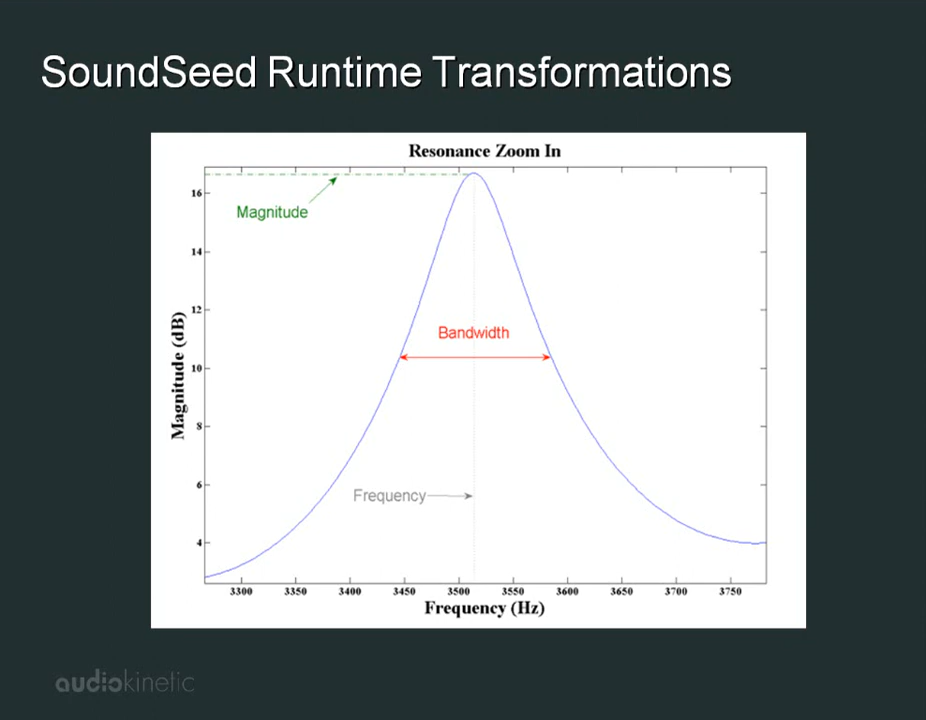 SoundSeed Runtime Transformations
Resonance Zoom In
16
Magnitude
14
12
Bandwidth
10
8
6
Frequency
4
Magnitude (dB)
3300 3350 3400 3450 3500 3550 3600 3650 3700 3750
Frequency (Hz)
audiokinetic